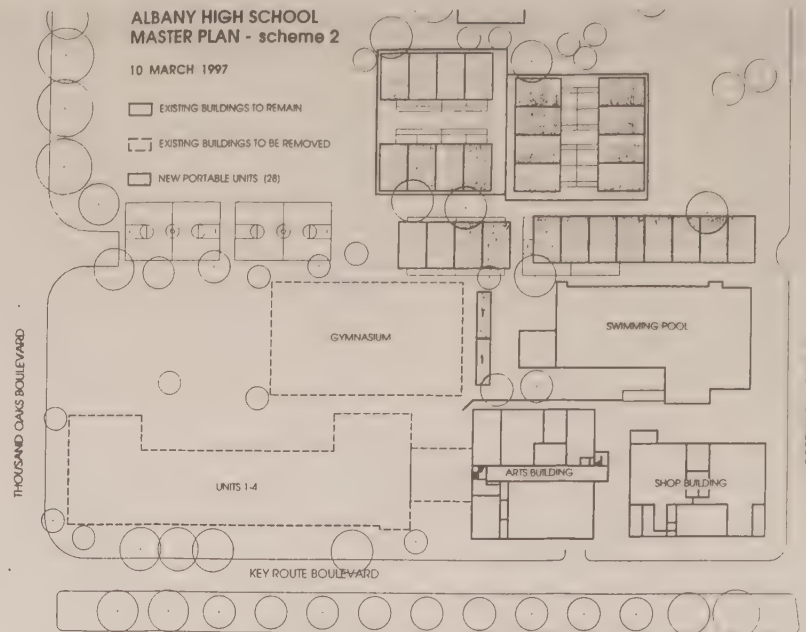 ALBANY HIGH SCHOOL
MASTER PLAN - scheme 2
10 MARCH 1997
EXISTING BUILDINGS TO REMAIN
EXISTING BUILDINGS TO BE REMOVED
NEW PORTABLE UNITS (28)
THOUSAND OAKS BOULEVARD
GYMNASIUM
SWIMMING POOL
UNITS 1-4
ARTS BUILDING
SHOP BUILDING
KEY ROUTE BOULEVARD